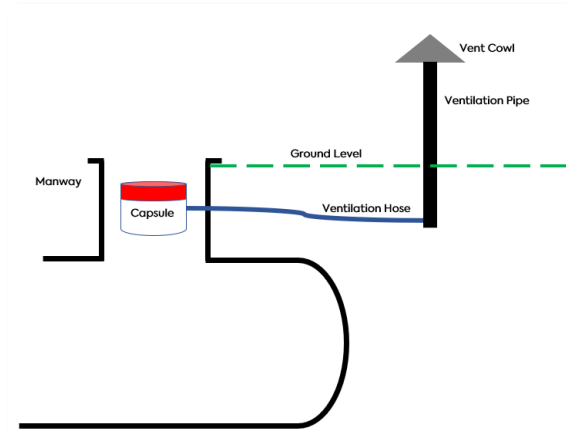 Vent Cowl
Ventilation Pipe
Ground Level
Manway
Capsule
Ventilation Hose